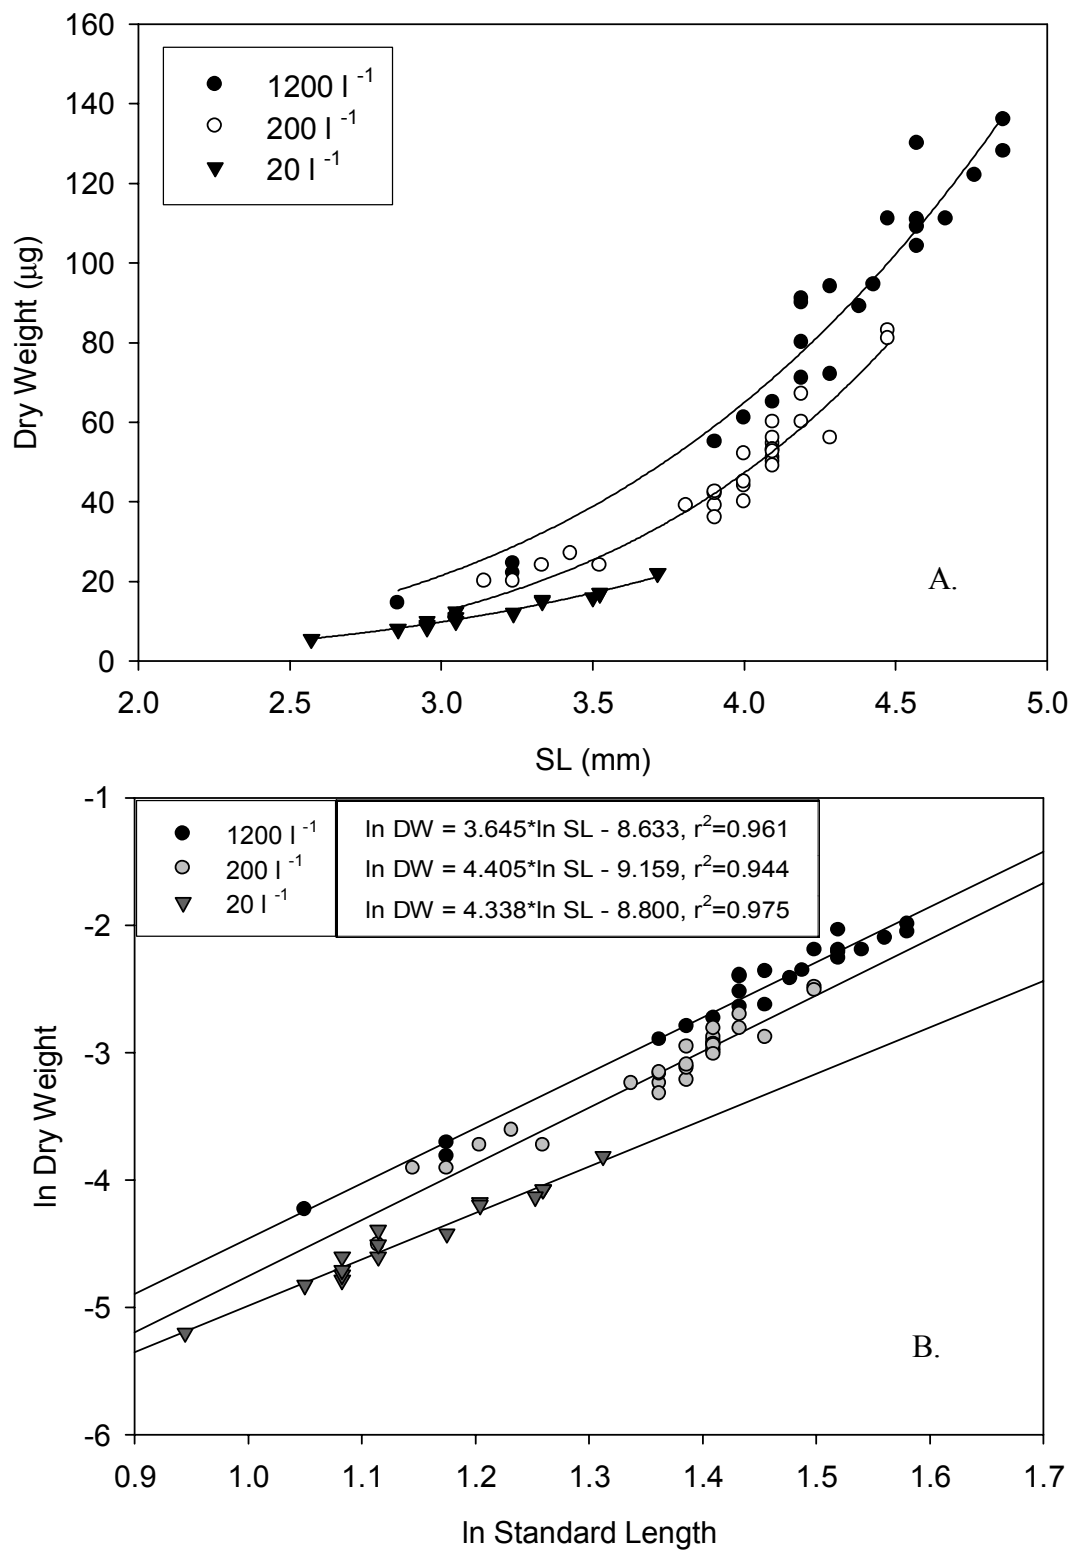 160
140
120
100
80
60
40
20
0
Dry Weight (µg)
1200 l -1
200 l -1
20 l -1
A.
2.0 2.5 3.0 3.5 4.0 4.5 5.0
SL (mm)
-1
-2
-3
-4
-5
-6
ln Dry Weight
1200 l -1
200 l -1
20 l -1
ln DW = 3.645*ln SL - 8.633, r2=0.961
ln DW = 4.405*ln SL - 9.159, r2=0.944
ln DW = 4.338*ln SL - 8.800, r2=0.975
B.
0.9 1.0 1.1 1.2 1.3 1.4 1.5 1.6 1.7
ln Standard Length